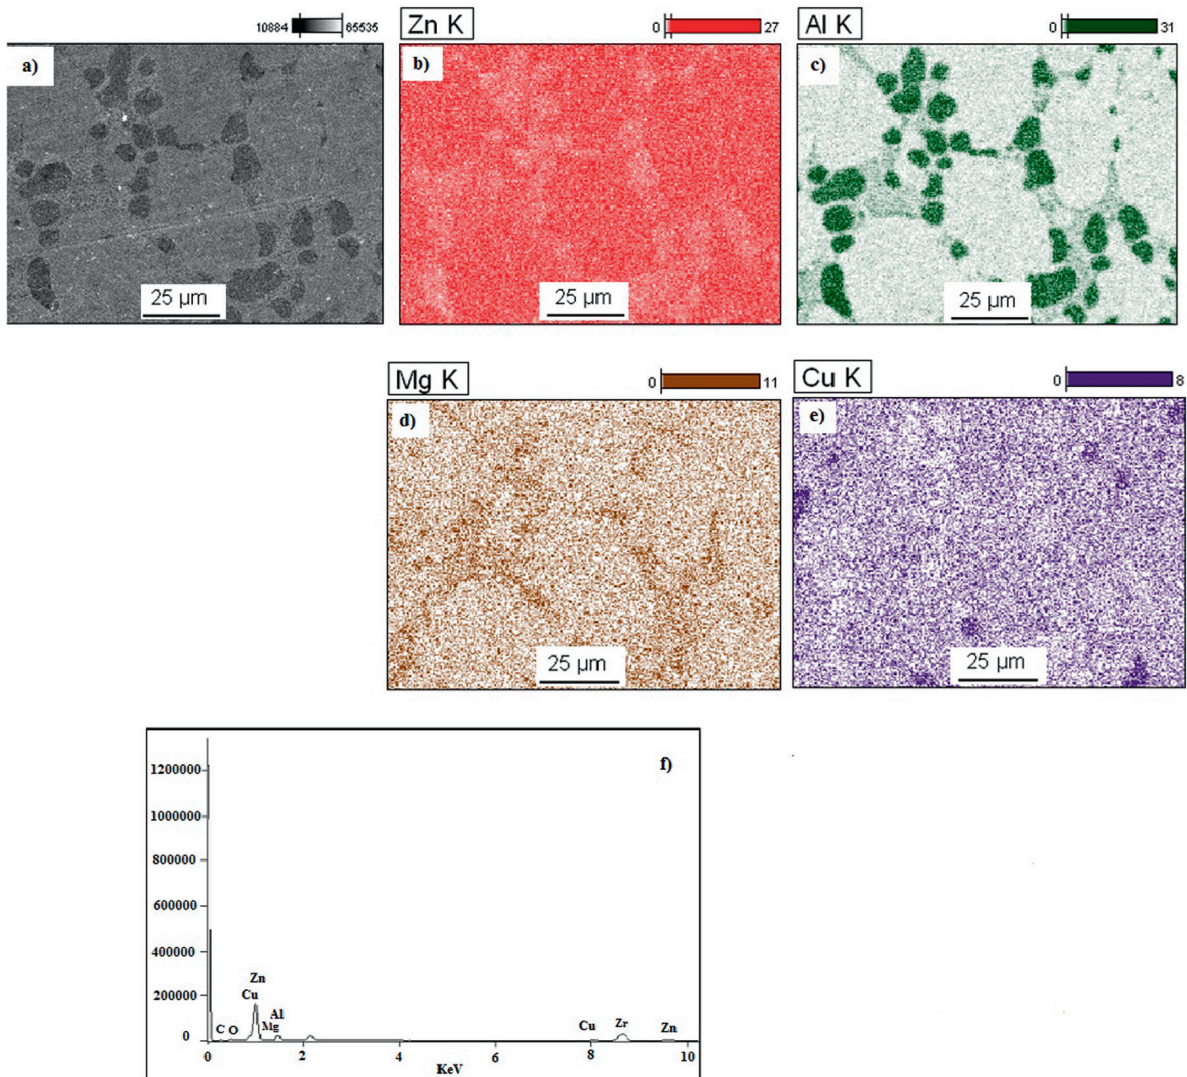 10884 65535
a)
25 µm
Zn K
0 27
b)
25 µm
Al K
0 31
c)
25 µm
Mg K
0 11
d)
25 µm
Cu K
0 8
e)
25 µm
f)
1200000
1000000
800000
600000
400000
200000
0
Zn
Cu
Al
C O Mg
Cu Zr Zn
0 2 4 6 8 10
KeV